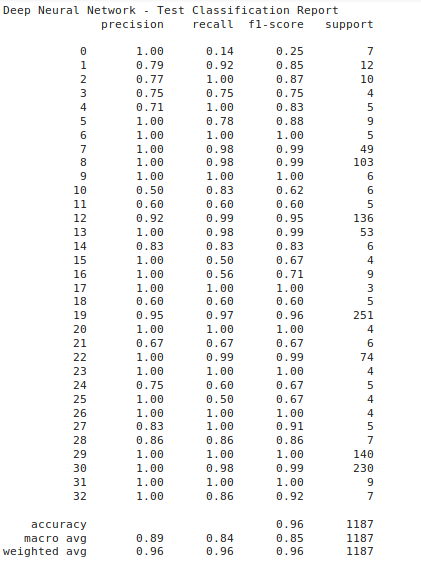 Deep Neural Network - Test Classification Report
precision recall f1-score support
0 1.00 0.14 0.25 7
1 0.79 0.92 0.85 12
2 0.77 1.00 0.87 10
3 0.75 0.75 0.75 4
4 0.71 1.00 0.83 5
5 1.00 0.78 0.88 9
6 1.00 1.00 1.00 5
7 1.00 0.98 0.99 49
8 1.00 0.98 0.99 103
9 1.00 1.00 1.00 6
10 0.50 0.83 0.62 6
11 0.60 0.60 0.60 5
12 0.92 0.99 0.95 136
13 1.00 0.98 0.99 53
14 0.83 0.83 0.83 6
15 1.00 0.50 0.67 4
16 1.00 0.56 0.71 9
17 1.00 1.00 1.00 3
18 0.60 0.60 0.60 5
19 0.95 0.97 0.96 251
20 1.00 1.00 1.00 4
21 0.67 0.67 0.67 6
22 1.00 0.99 0.99 74
23 1.00 1.00 1.00 4
24 0.75 0.60 0.67 5
25 1.00 0.50 0.67 4
26 1.00 1.00 1.00 4
27 0.83 1.00 0.91 5
28 0.86 0.86 0.86 7
29 1.00 1.00 1.00 140
30 1.00 0.98 0.99 230
31 1.00 1.00 1.00 9
32 1.00 0.86 0.92 7
accuracy 0.96 1187
macro avg 0.89 0.84 0.85 1187
weighted avg 0.96 0.96 0.96 1187